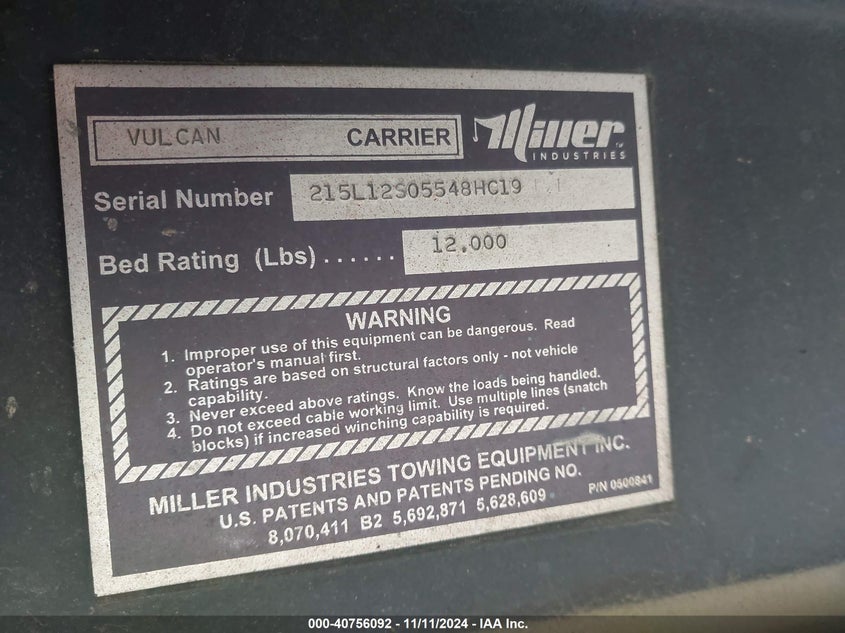 VULCAN CARRIER Miller
INDUSTRIES
Serial Number 215L12S05548HC19
Bed Rating (Lbs) ...... 12,000
WARNING
1. Improper use of this equipment can be dangerous. Read
operator's manual first.
2. Ratings are based on structural factors only - not vehicle
capability.
3. Never exceed above ratings. Know the loads being handled.
4. Do not exceed cable working limit. Use multiple lines (snatch
blocks) if increased winching capability is required.
MILLER INDUSTRIES TOWING EQUIPMENT INC.
U.S. PATENTS AND PATENTS PENDING NO.
8,070,411 B2 5,692,871 5,628,609 P/N 0500841
000-40756092 - 11/11/2024 - IAA Inc.